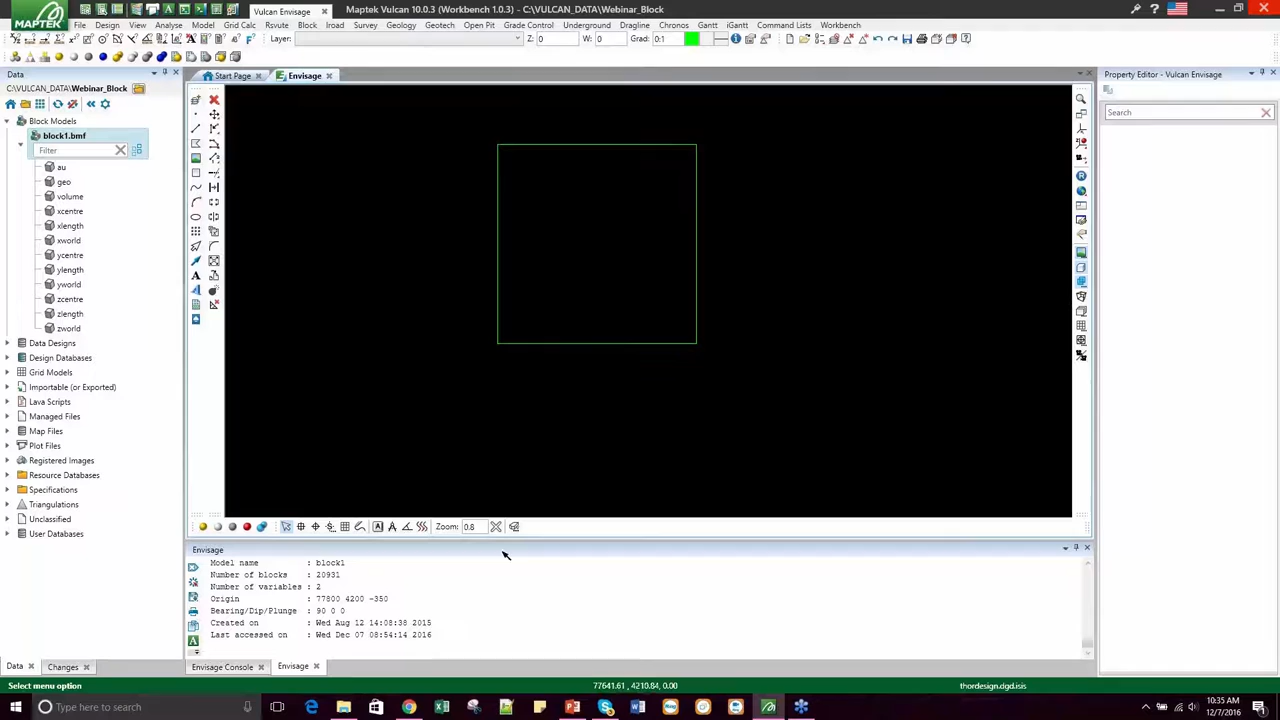 MAPTEK
Vulcan Envisage
Maptek Vulcan 10.0.3 (Workbench 1.0.3) - C:\VULCAN_DATA\Webinar_Block
File Design View Analyse Model Grid Calc Rsvute Block Iroad Survey Geology Geotech Open Pit Grade Control Underground Dragline Chronos Gantt iGantt Command Lists Workbench
Layer: Z: 0 W: 0 Grad: 0:1
Data
Start Page
Envisage
Property Editor - Vulcan Envisage
C:\VULCAN_DATA\Webinar_Block
Search
Block Models
block1.bmf
Filter
au
geo
volume
xcentre
xlength
xworld
ycentre
ylength
yworld
zcentre
zlength
zworld
Data Designs
Design Databases
Grid Models
Importable (or Exported)
Lava Scripts
Managed Files
Map Files
Plot Files
Registered Images
Resource Databases
Specifications
Triangulations
Unclassified
User Databases
Zoom: 0.8
Envisage
Model name : block1
Number of blocks : 20931
Number of variables : 2
Origin : 77800 4200 -350
Bearing/Dip/Plunge : 90 0 0
Created on : Wed Aug 12 14:08:38 2015
Last accessed on : Wed Dec 07 08:54:14 2016
Data
Changes
Envisage Console
Envisage
Select menu option
77641.61, 4210.84, 0.00
thordesign.dgd.isis
Type here to search
10:35 AM
12/7/2016